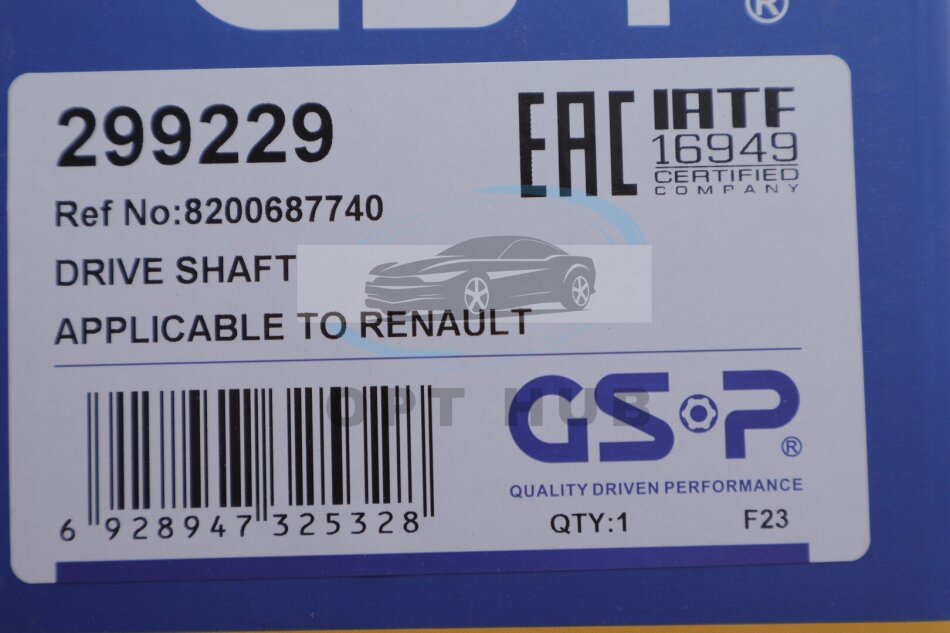 GSP®
299229
EAC
IATF
16949
CERTIFIED
COMPANY
Ref No:8200687740
DRIVE SHAFT
APPLICABLE TO RENAULT
OPT HUB
GSP®
QUALITY DRIVEN PERFORMANCE
6 928947 325328
QTY:1
F23